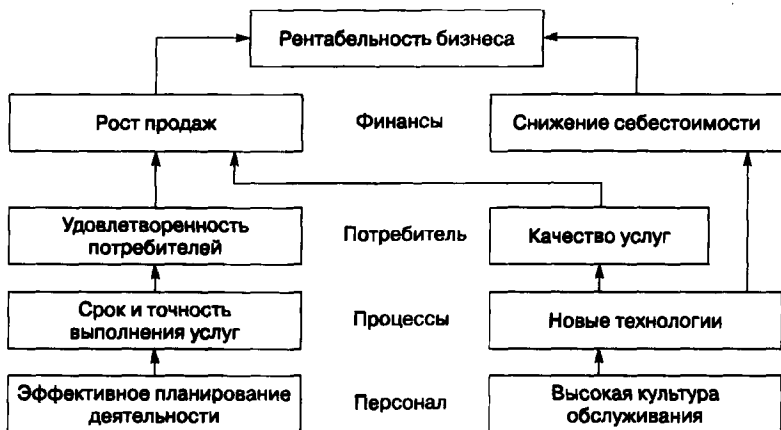 Рентабельность бизнеса
Рост продаж
Финансы
Снижение себестоимости
Удовлетворенность
потребителей
Потребитель
Качество услуг
Срок и точность
выполнения услуг
Процессы
Новые технологии
Эффективное планирование
деятельности
Персонал
Высокая культура
обслуживания